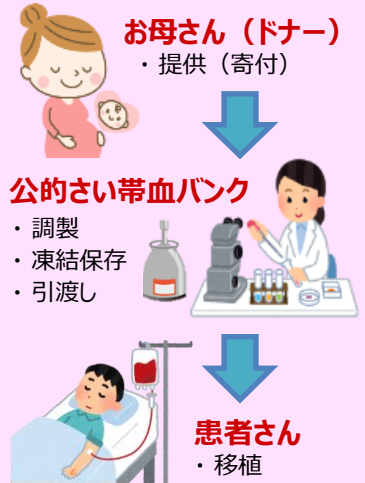 お母さん（ドナー）
・提供（寄付）
公的さい帯血バンク
・調製
・凍結保存
・引渡し
患者さん
・移植